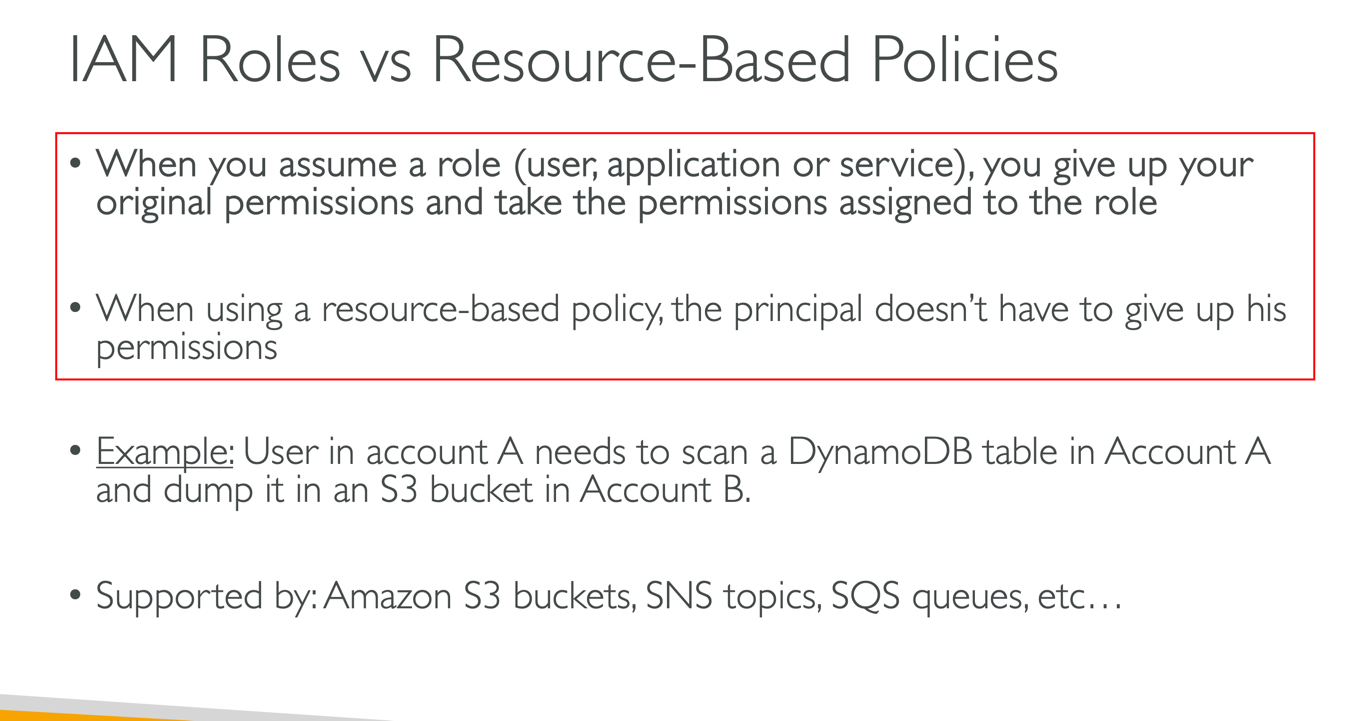 IAM Roles vs Resource-Based Policies
• When you assume a role (user, application or service), you give up your
original permissions and take the permissions assigned to the role
• When using a resource-based policy, the principal doesn’t have to give up his
permissions
• Example: User in account A needs to scan a DynamoDB table in Account A
and dump it in an S3 bucket in Account B.
• Supported by: Amazon S3 buckets, SNS topics, SQS queues, etc…